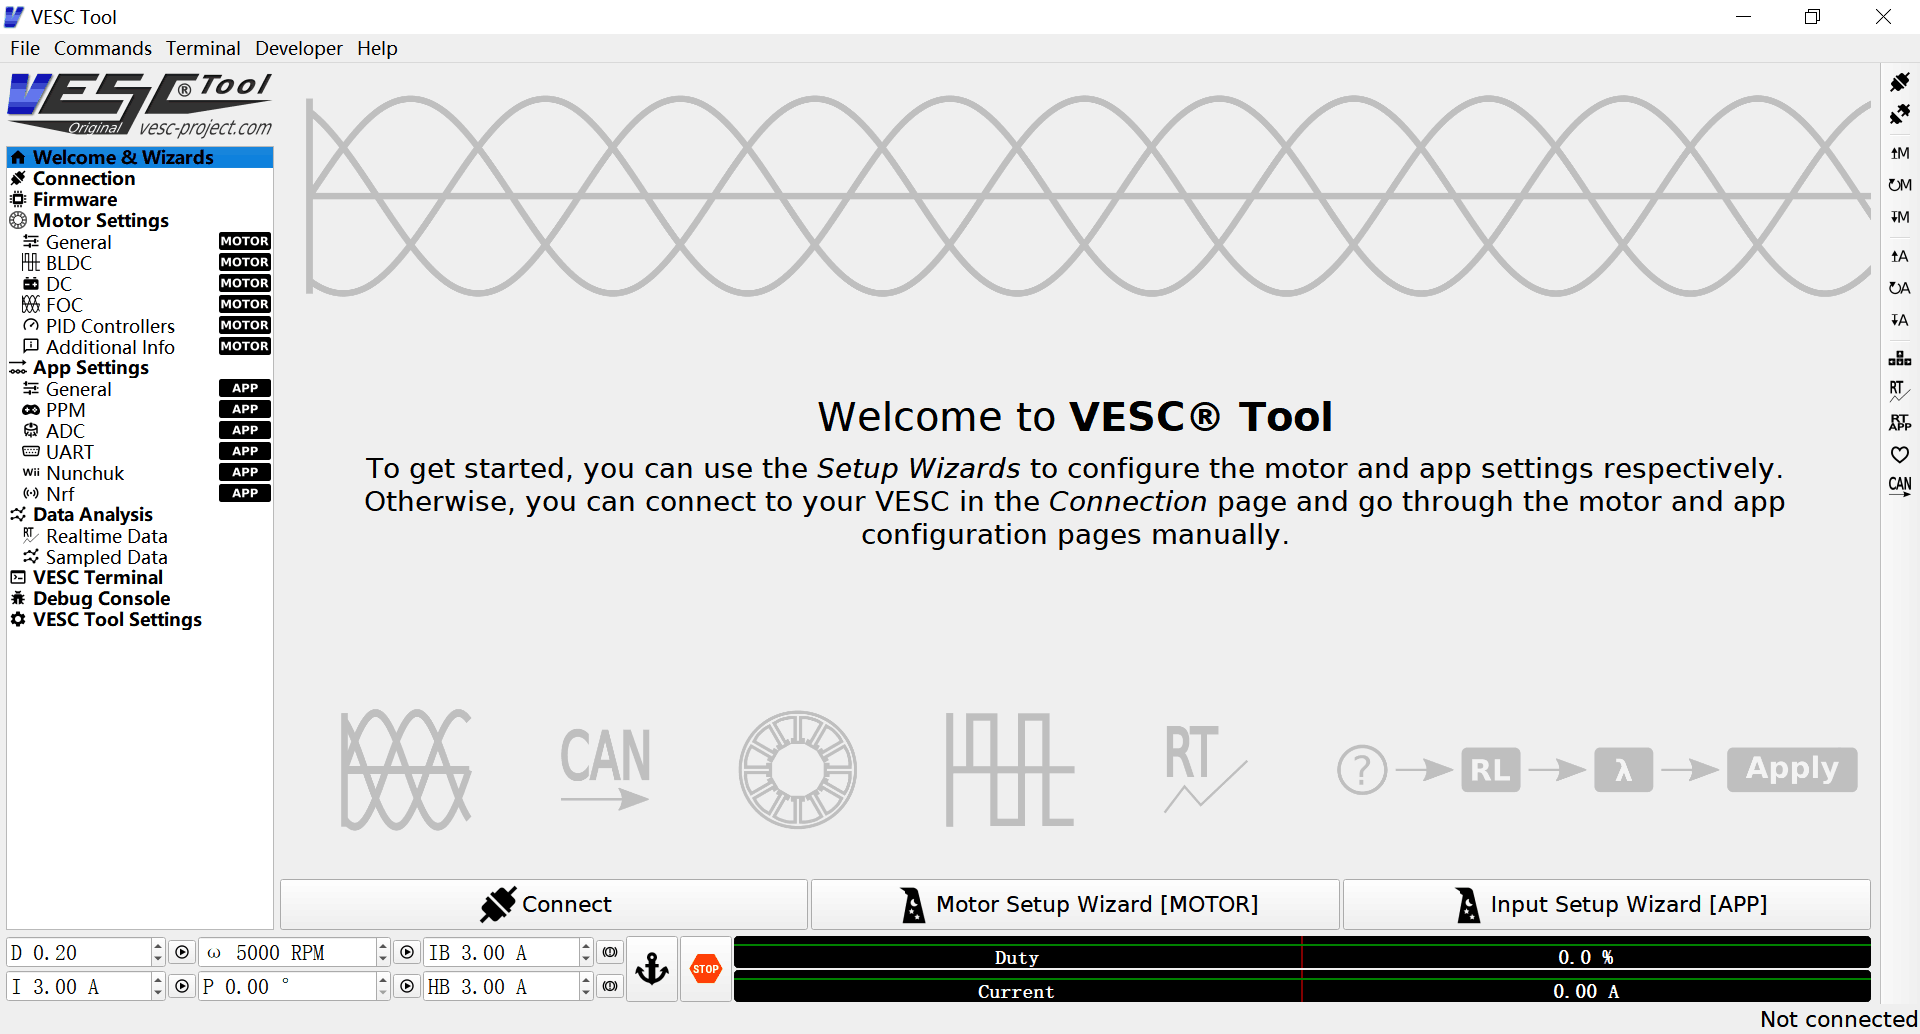 VESC Tool
File Commands Terminal Developer Help
VESC® Tool
Original vesc-project.com
Welcome & Wizards
Connection
Firmware
Motor Settings
General MOTOR
BLDC MOTOR
DC MOTOR
FOC MOTOR
PID Controllers MOTOR
Additional Info MOTOR
App Settings
General APP
PPM APP
ADC APP
UART APP
Wii Nunchuk APP
Nrf APP
Data Analysis
RT Realtime Data
Sampled Data
VESC Terminal
Debug Console
VESC Tool Settings
Welcome to VESC® Tool
To get started, you can use the Setup Wizards to configure the motor and app settings respectively.
Otherwise, you can connect to your VESC in the Connection page and go through the motor and app
configuration pages manually.
CAN
RT
? RL λ Apply
Connect
Motor Setup Wizard [MOTOR]
Input Setup Wizard [APP]
M
M
M
A
A
A
RT
RT
APP
CAN
D 0.20
ω 5000 RPM
IB 3.00 A
I 3.00 A
P 0.00 °
HB 3.00 A
STOP
Duty 0.0 %
Current 0.00 A
Not connected